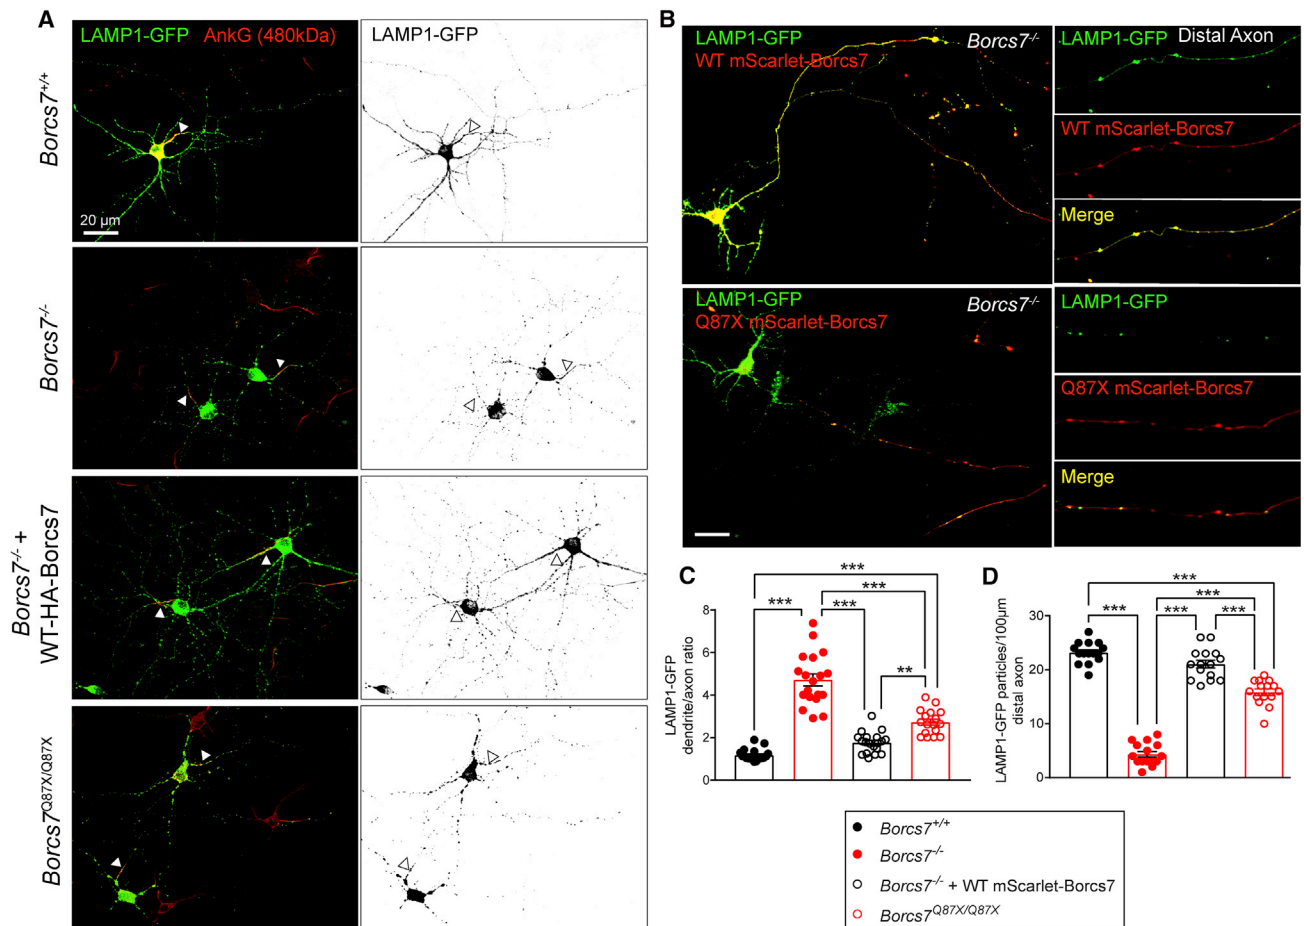 A
LAMP1-GFP AnkG (480kDa)
LAMP1-GFP
Borcs7+/+
20 µm
Borcs7-/-
Borcs7-/- +
WT-HA-Borcs7
Borcs7Q87X/Q87X
B
LAMP1-GFP
WT mScarlet-Borcs7
Borcs7-/-
LAMP1-GFP Distal Axon
WT mScarlet-Borcs7
Merge
LAMP1-GFP
Q87X mScarlet-Borcs7
Borcs7-/-
LAMP1-GFP
Q87X mScarlet-Borcs7
Merge
C
LAMP1-GFP
dendrite/axon ratio
8
6
4
2
0
***
***
***
***
**
D
LAMP1-GFP particles/100µm
distal axon
30
20
10
0
***
***
***
***
***
Borcs7+/+
Borcs7-/-
Borcs7-/- + WT mScarlet-Borcs7
Borcs7Q87X/Q87X